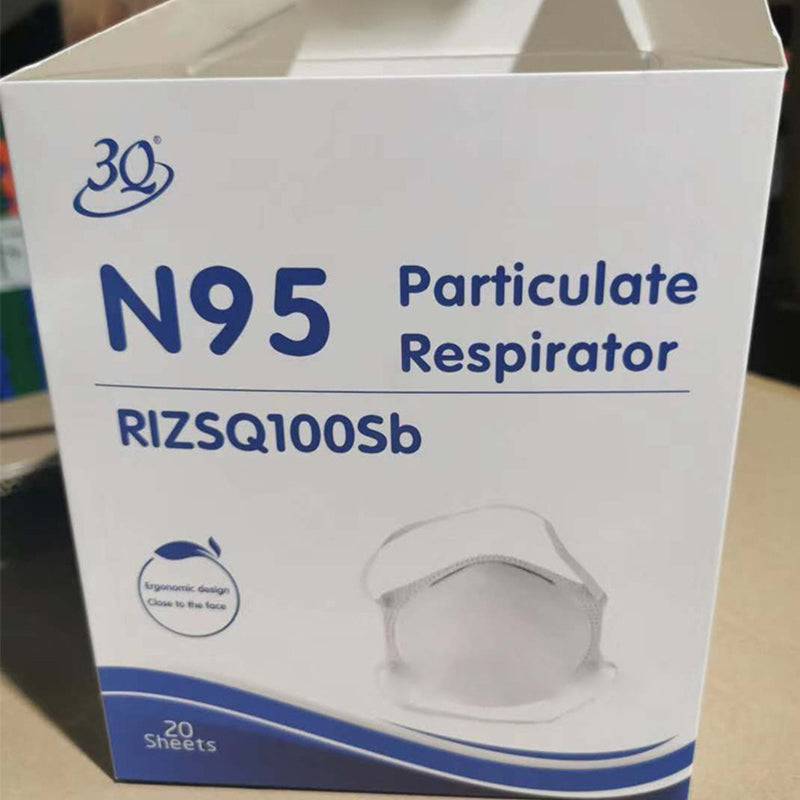 3Q®
N95
Particulate
Respirator
RIZSQ100Sb
Ergonomic design
Close to the face
20
Sheets